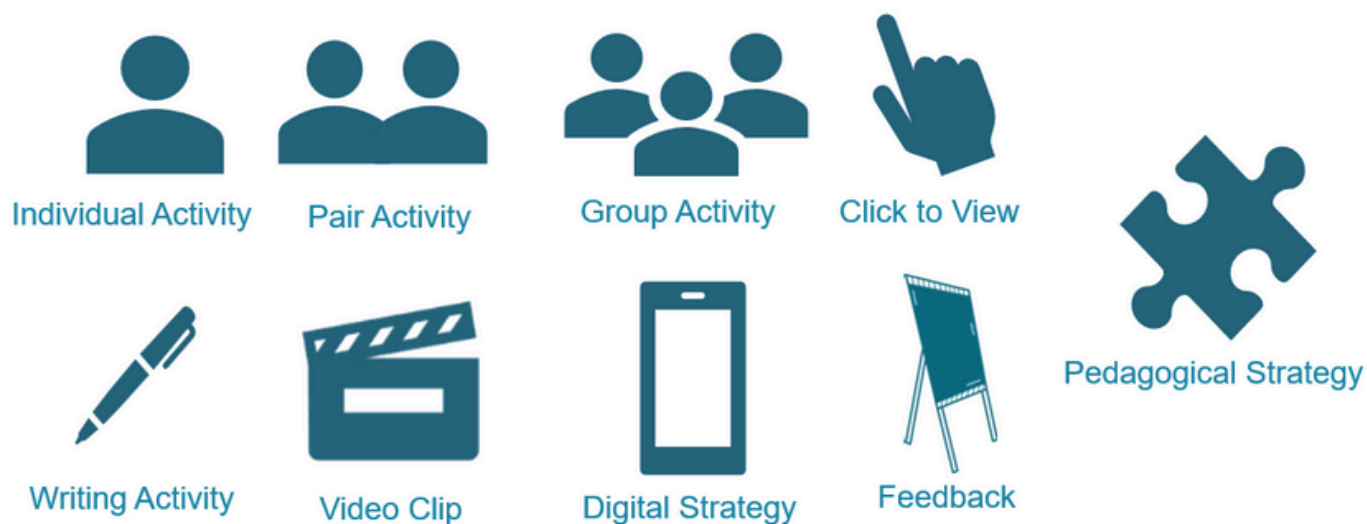 Individual Activity
Pair Activity
Group Activity
Click to View
Pedagogical Strategy
Writing Activity
Video Clip
Digital Strategy
Feedback